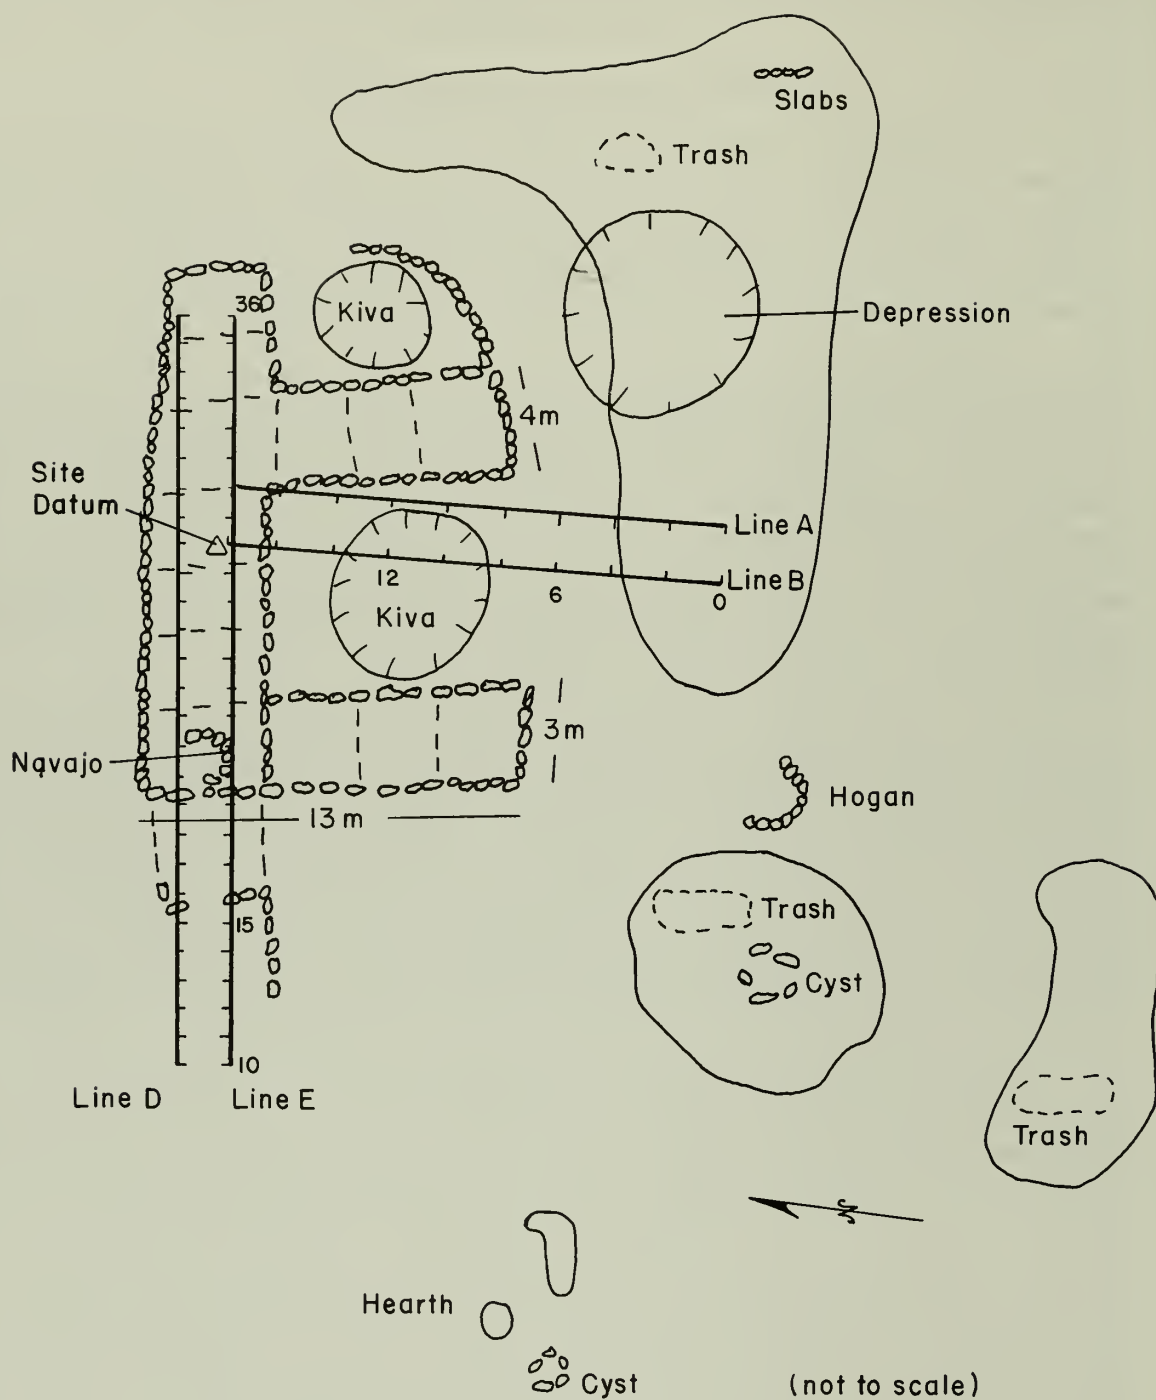 Slabs
Trash
36
Kiva
Depression
4m
Site
Datum
Line A
12
Line B
6
0
Kiva
3m
Navajo
13m
Hogan
Trash
15
Cyst
10
Line D
Line E
Trash
N
Hearth
Cyst
(not to scale)